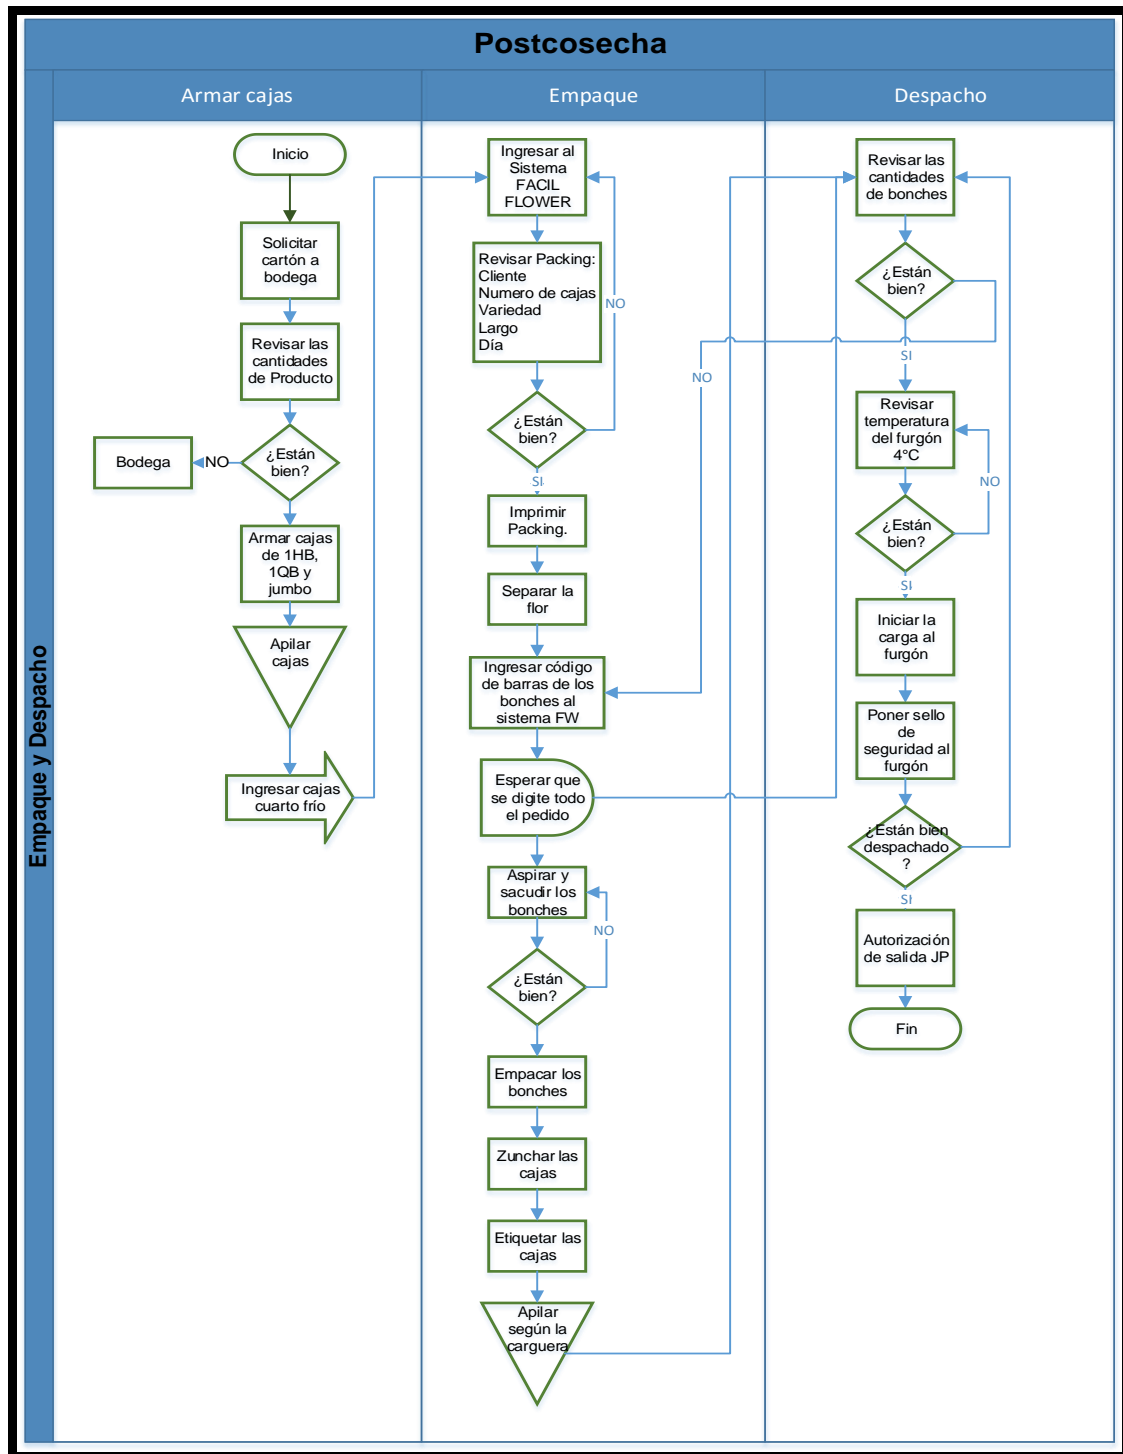 Postcosecha
Empaque y Despacho
Armar cajas
Empaque
Despacho
Inicio
Solicitar
cartón a
bodega
Revisar las
cantidades
de Producto
¿Están
bien?
NO
Bodega
Armar cajas
de 1HB,
1QB y
jumbo
Apilar
cajas
Ingresar cajas
cuarto frío
Ingresar al
Sistema
FACIL
FLOWER
Revisar Packing:
Cliente
Numero de cajas
Variedad
Largo
Día
NO
¿Están
bien?
SI
Imprimir
Packing.
Separar la
flor
Ingresar código
de barras de los
bonches al
sistema FW
Esperar que
se digite todo
el pedido
Aspirar y
sacudir los
bonches
NO
¿Están
bien?
Empacar los
bonches
Zunchar las
cajas
Etiquetar las
cajas
Apilar
según la
carguera
Revisar las
cantidades
de bonches
¿Están
bien?
NO
SI
Revisar
temperatura
del furgón
4°C
NO
¿Están
bien?
SI
Iniciar la
carga al
furgón
Poner sello
de
seguridad al
furgón
¿Están bien
despachado
?
SI
Autorización
de salida JP
Fin